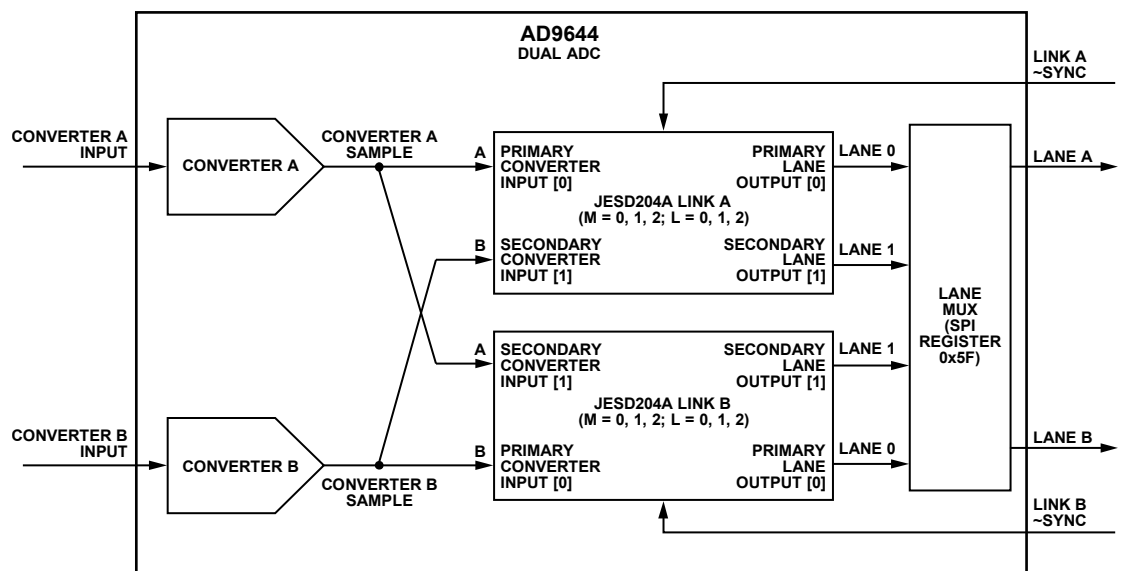 AD9644
DUAL ADC
LINK A
~SYNC
CONVERTER A
INPUT
CONVERTER A
CONVERTER A
SAMPLE
A
PRIMARY
CONVERTER
INPUT [0]
PRIMARY
LANE
OUTPUT [0]
LANE 0
JESD204A LINK A
(M = 0, 1, 2; L = 0, 1, 2)
B
SECONDARY
CONVERTER
INPUT [1]
SECONDARY
LANE
OUTPUT [1]
LANE 1
LANE
MUX
(SPI
REGISTER
0x5F)
LANE A
A
SECONDARY
CONVERTER
INPUT [1]
SECONDARY
LANE
OUTPUT [1]
LANE 1
JESD204A LINK B
(M = 0, 1, 2; L = 0, 1, 2)
CONVERTER B
INPUT
CONVERTER B
CONVERTER B
SAMPLE
B
PRIMARY
CONVERTER
INPUT [0]
PRIMARY
LANE
OUTPUT [0]
LANE 0
LANE B
LINK B
~SYNC